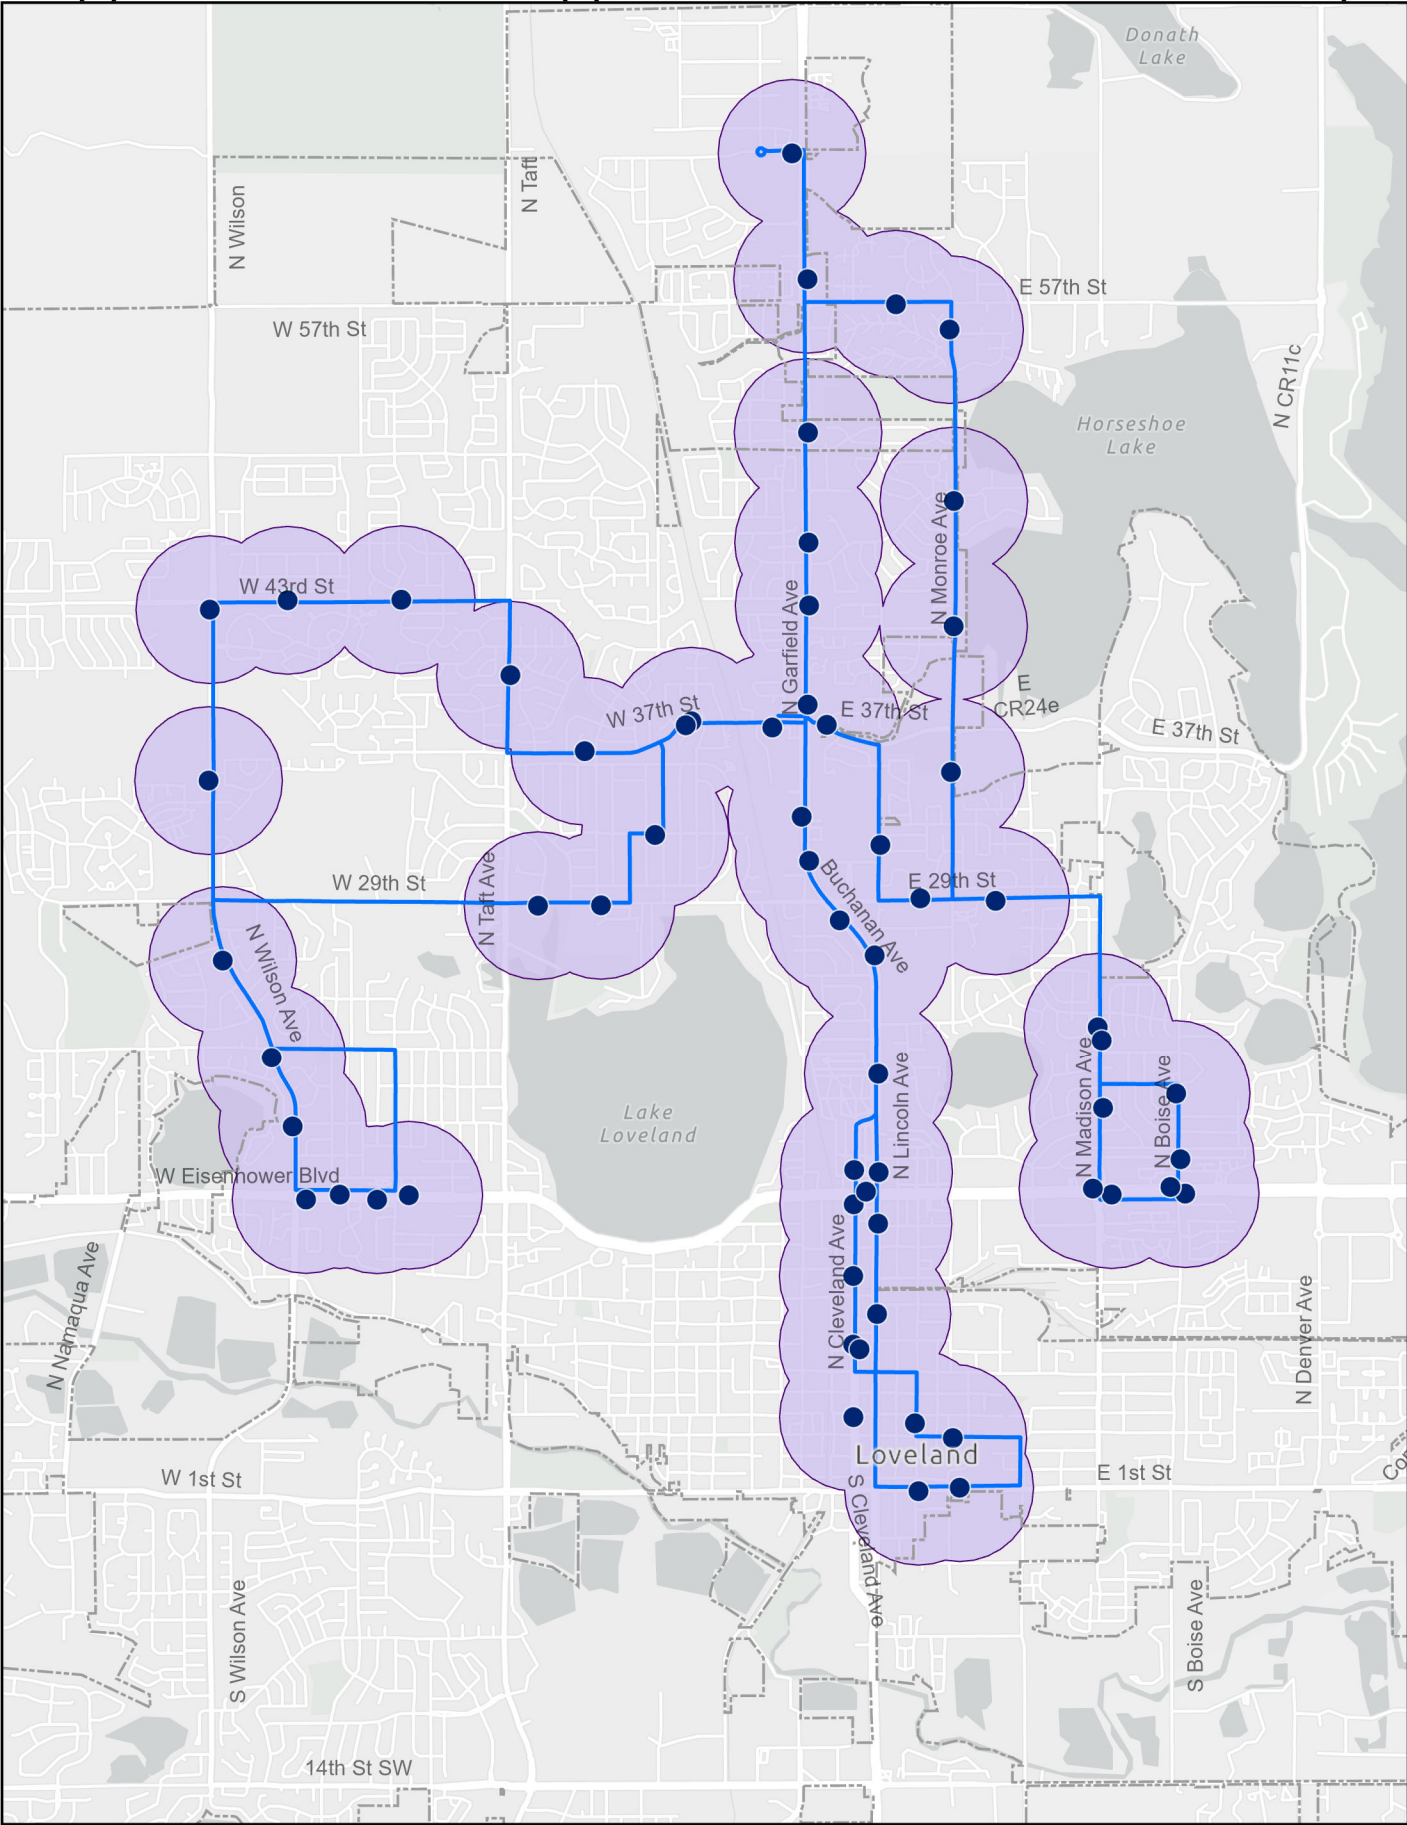 Donath
Lake
N Taft
N Wilson
E 57th St
W 57th St
N CR11c
Horseshoe
Lake
N Monroe Ave
W 43rd St
N Garfield Ave
E
CR24e
W 37th St
E 37th St
E 37th St
Buchanan Ave
W 29th St
E 29th St
N Taft Ave
N Wilson Ave
N Lincoln Ave
N Madison Ave
N Boise Ave
Lake
Loveland
W Eisenhower Blvd
N Cleveland Ave
N Namaqua Ave
N Denver Ave
Loveland
W 1st St
E 1st St
S Cleveland Ave
S Wilson Ave
S Boise Ave
14th St SW